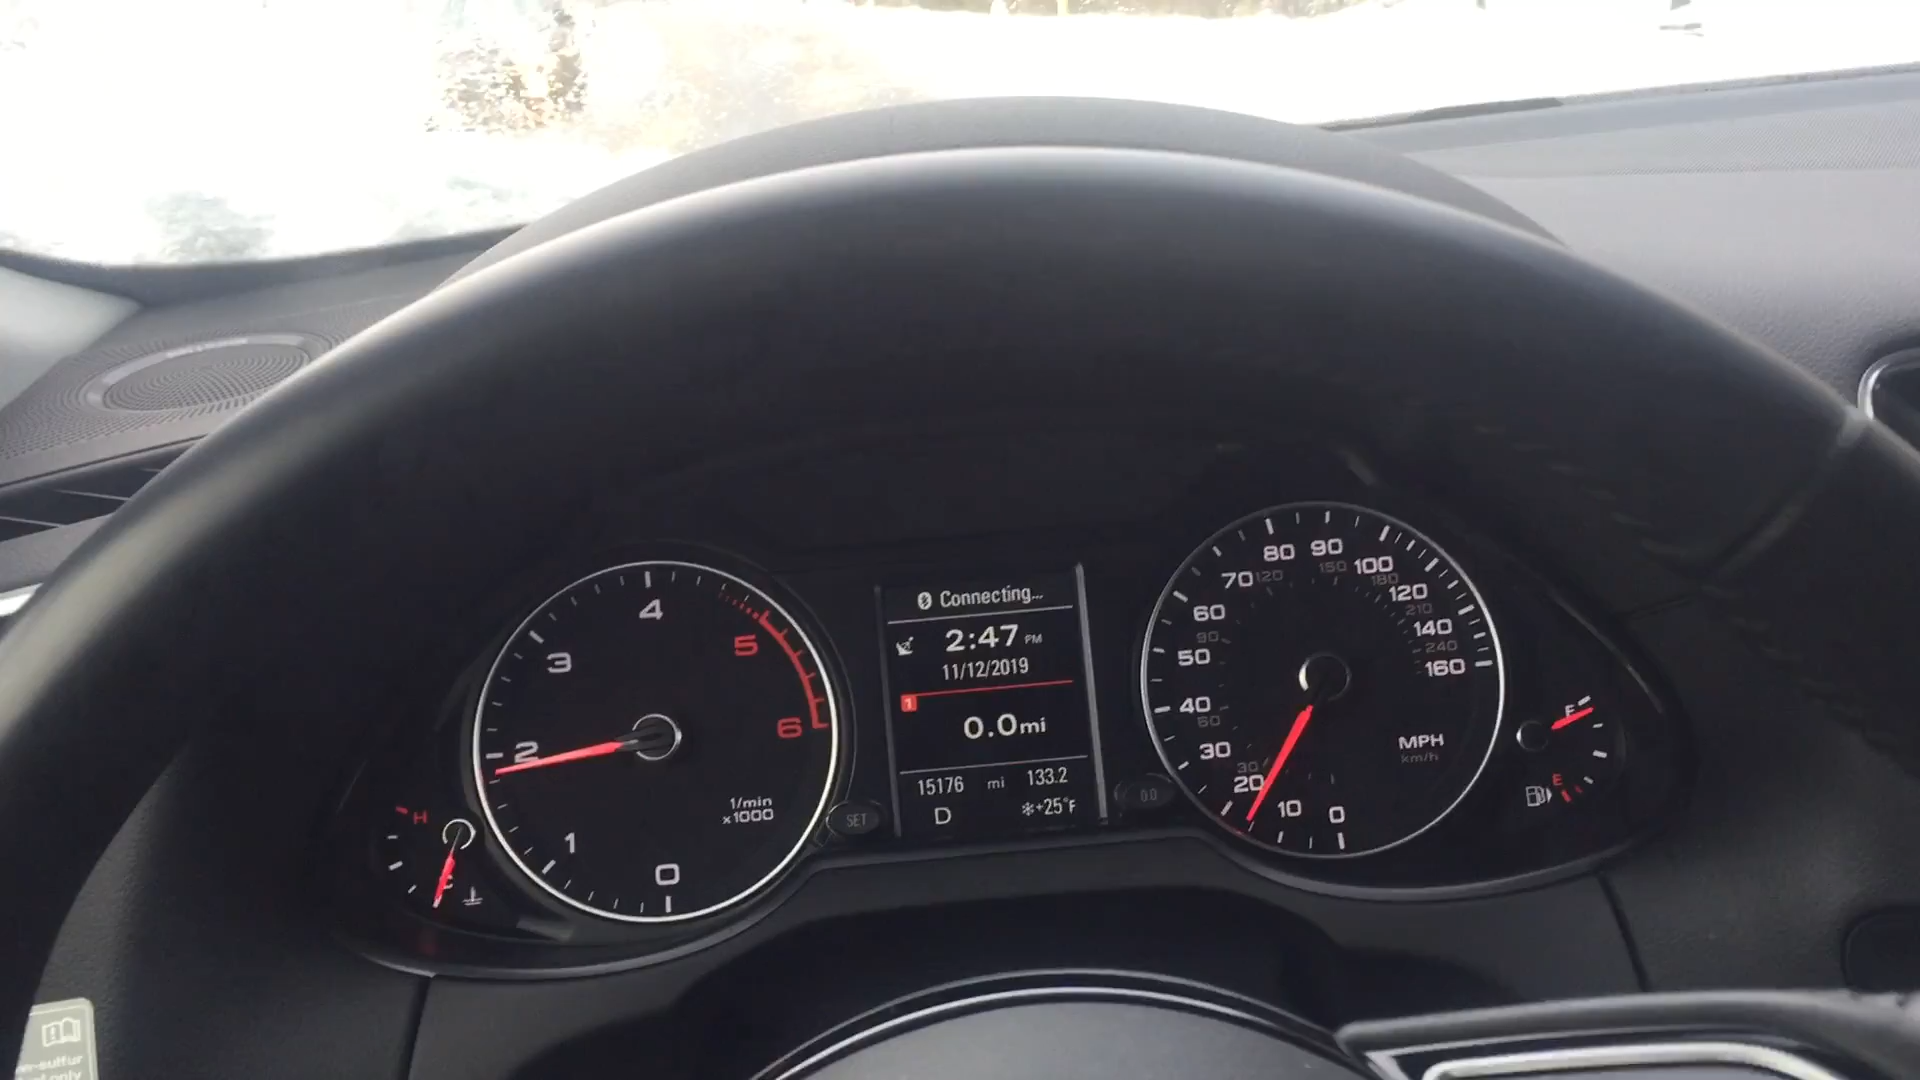 Connecting...
2:47 PM
11/12/2019
1
0.0mi
15176 mi 133.2
D ❄+25°F
0
1
2
3
4
5
6
1/min
x1000
H
C
SET
0.0
0
10
20
30
40
50
60
70
80
90
100
120
140
160
30
60
90
120
150
180
210
240
MPH
km/h
F
E